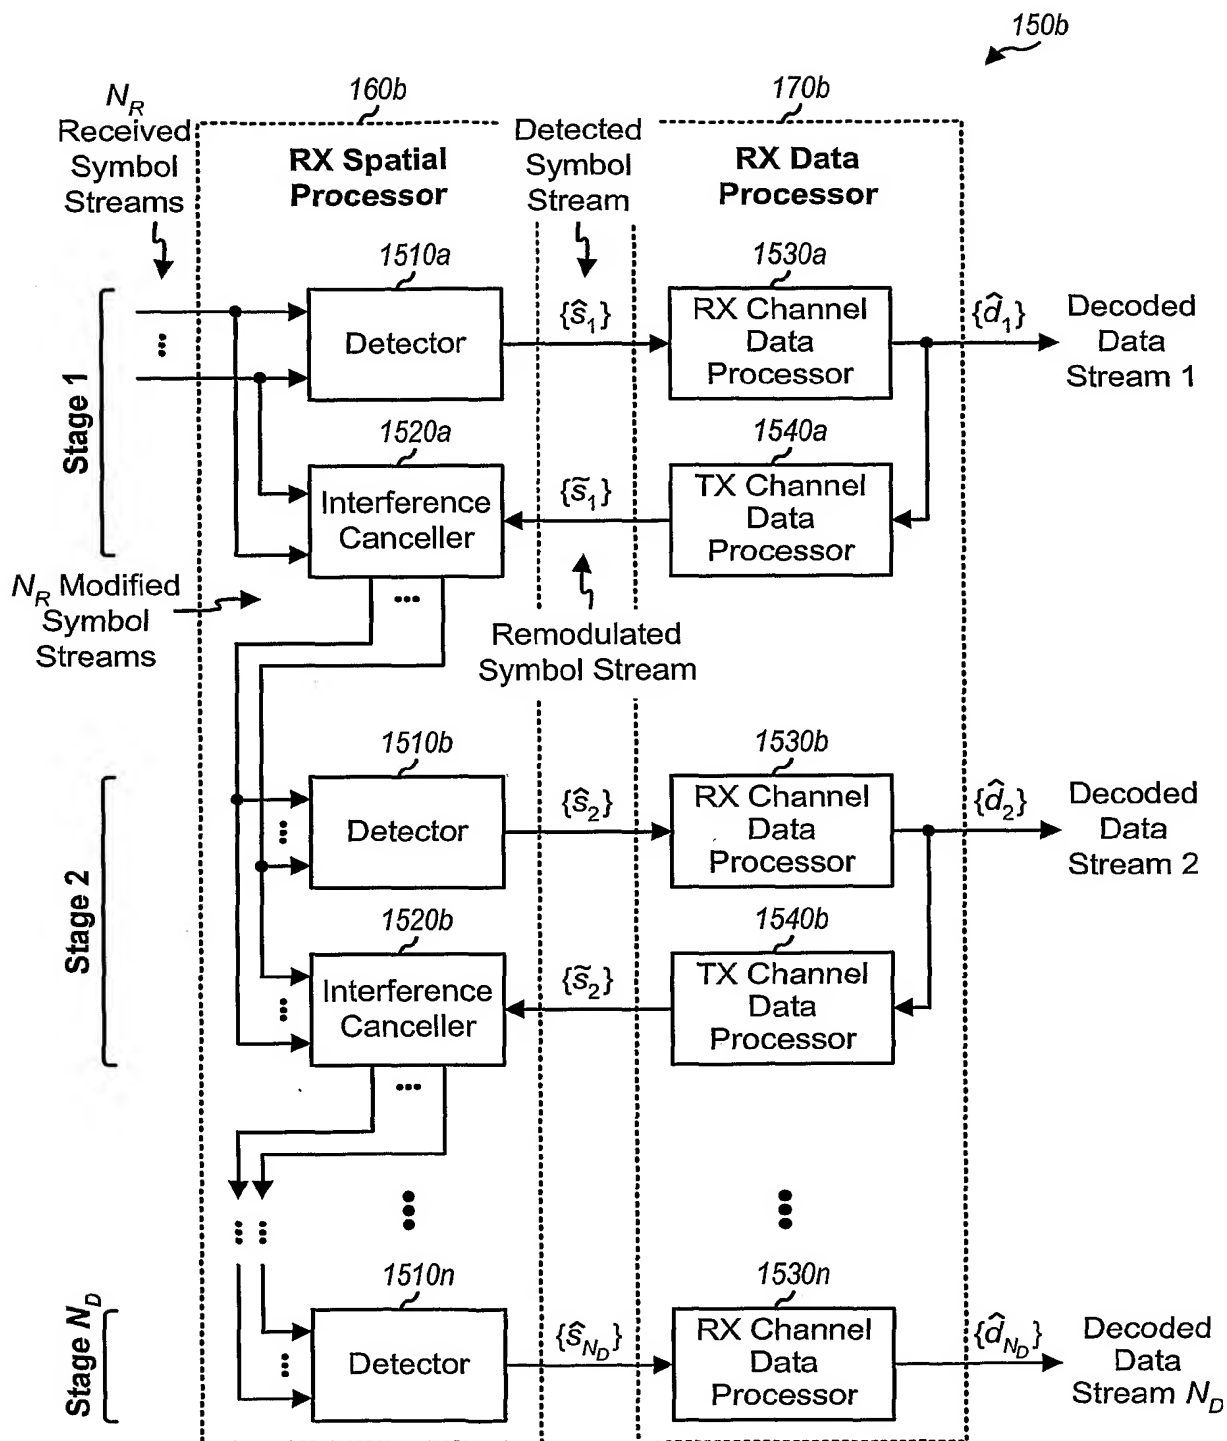 150b
160b
170b
N_R
Received
Symbol
Streams
RX Spatial
Processor
Detected
Symbol
Stream
RX Data
Processor
Stage 1
1510a
Detector
{ŝ_1}
1530a
RX Channel
Data
Processor
{d̂_1}
Decoded
Data
Stream 1
1520a
Interference
Canceller
{s̃_1}
1540a
TX Channel
Data
Processor
N_R Modified
Symbol
Streams
Remodulated
Symbol Stream
Stage 2
1510b
Detector
{ŝ_2}
1530b
RX Channel
Data
Processor
{d̂_2}
Decoded
Data
Stream 2
1520b
Interference
Canceller
{s̃_2}
1540b
TX Channel
Data
Processor
Stage N_D
1510n
Detector
{ŝ_{N_D}}
1530n
RX Channel
Data
Processor
{d̂_{N_D}}
Decoded
Data
Stream N_D